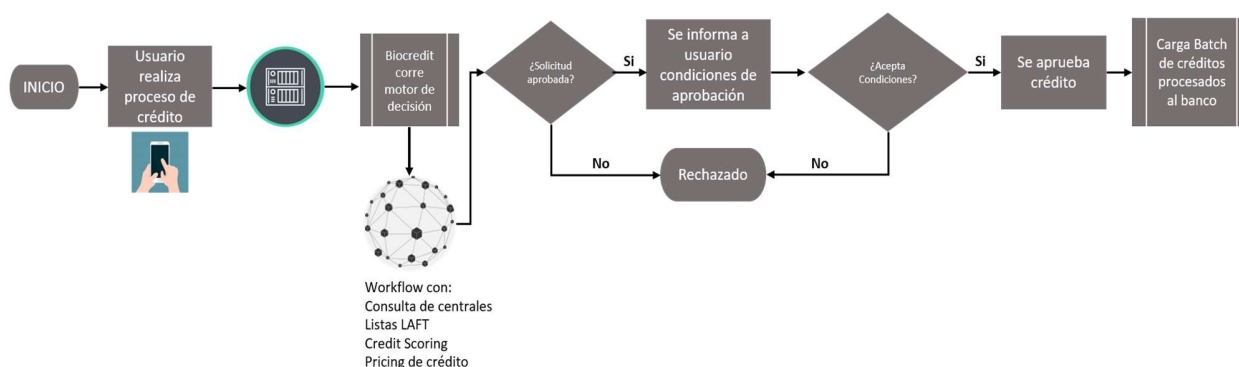 INICIO
Usuario
realiza
proceso de
crédito
Biocredit
corre
motor de
decisión
Workflow con:
Consulta de centrales
Listas LAFT
Credit Scoring
Pricing de crédito
¿Solicitud
aprobada?
Si
No
Se informa a
usuario
condiciones de
aprobación
Rechazado
¿Acepta
Condiciones?
Si
No
Se aprueba
crédito
Carga Batch
de créditos
procesados
al banco